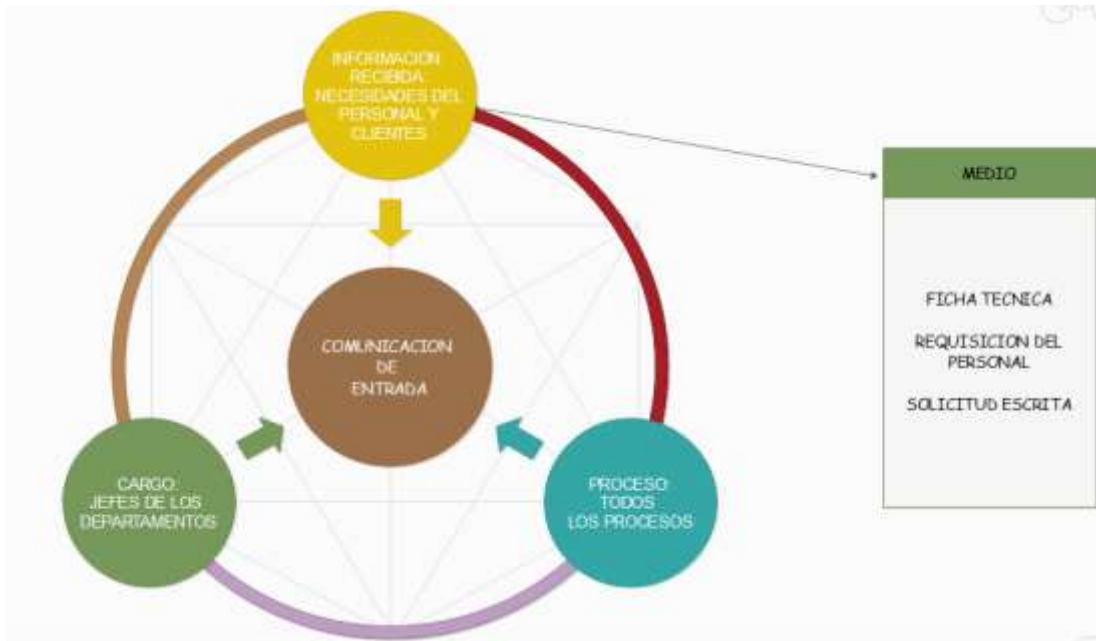 INFORMACION
RECIBIDA:
NECESIDADES DEL
PERSONAL Y
CLIENTES
MEDIO
FICHA TECNICA
REQUISICION DEL
PERSONAL
SOLICITUD ESCRITA
COMUNICACION
DE
ENTRADA
CARGO:
JEFES DE LOS
DEPARTAMENTOS
PROCESO:
TODOS
LOS PROCESOS